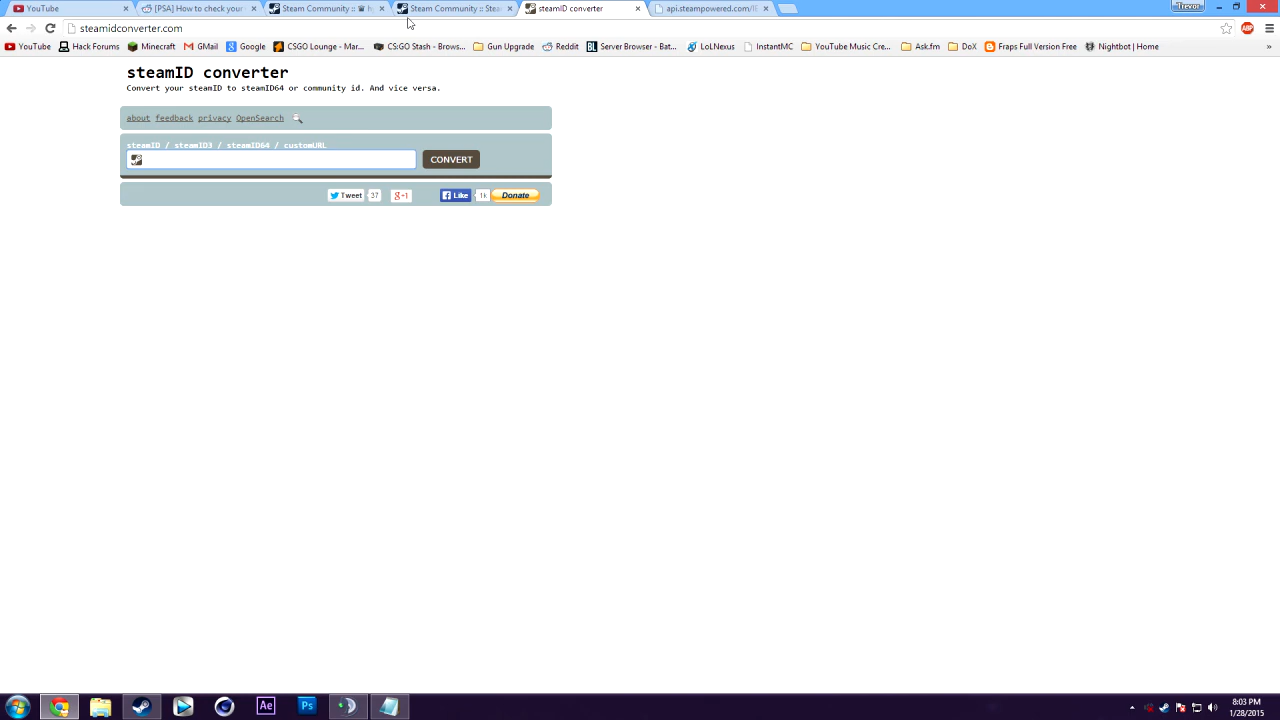 YouTube
[PSA] How to check your
Steam Community :: ♛ h
Steam Community :: Stea
steamID converter
api.steampowered.com/IE
Trevor
steamidconverter.com
YouTube
Hack Forums
Minecraft
GMail
Google
CSGO Lounge - Mar...
CS:GO Stash - Brows...
Gun Upgrade
Reddit
Server Browser - Bat...
LoLNexus
InstantMC
YouTube Music Cre...
Ask.fm
DoX
Fraps Full Version Free
Nightbot | Home
»
steamID converter
Convert your steamID to steamID64 or community id. And vice versa.
about feedback privacy OpenSearch
steamID / steamID3 / steamID64 / customURL
CONVERT
Tweet 37 g+1 Like 1k Donate
8:03 PM
1/28/2015